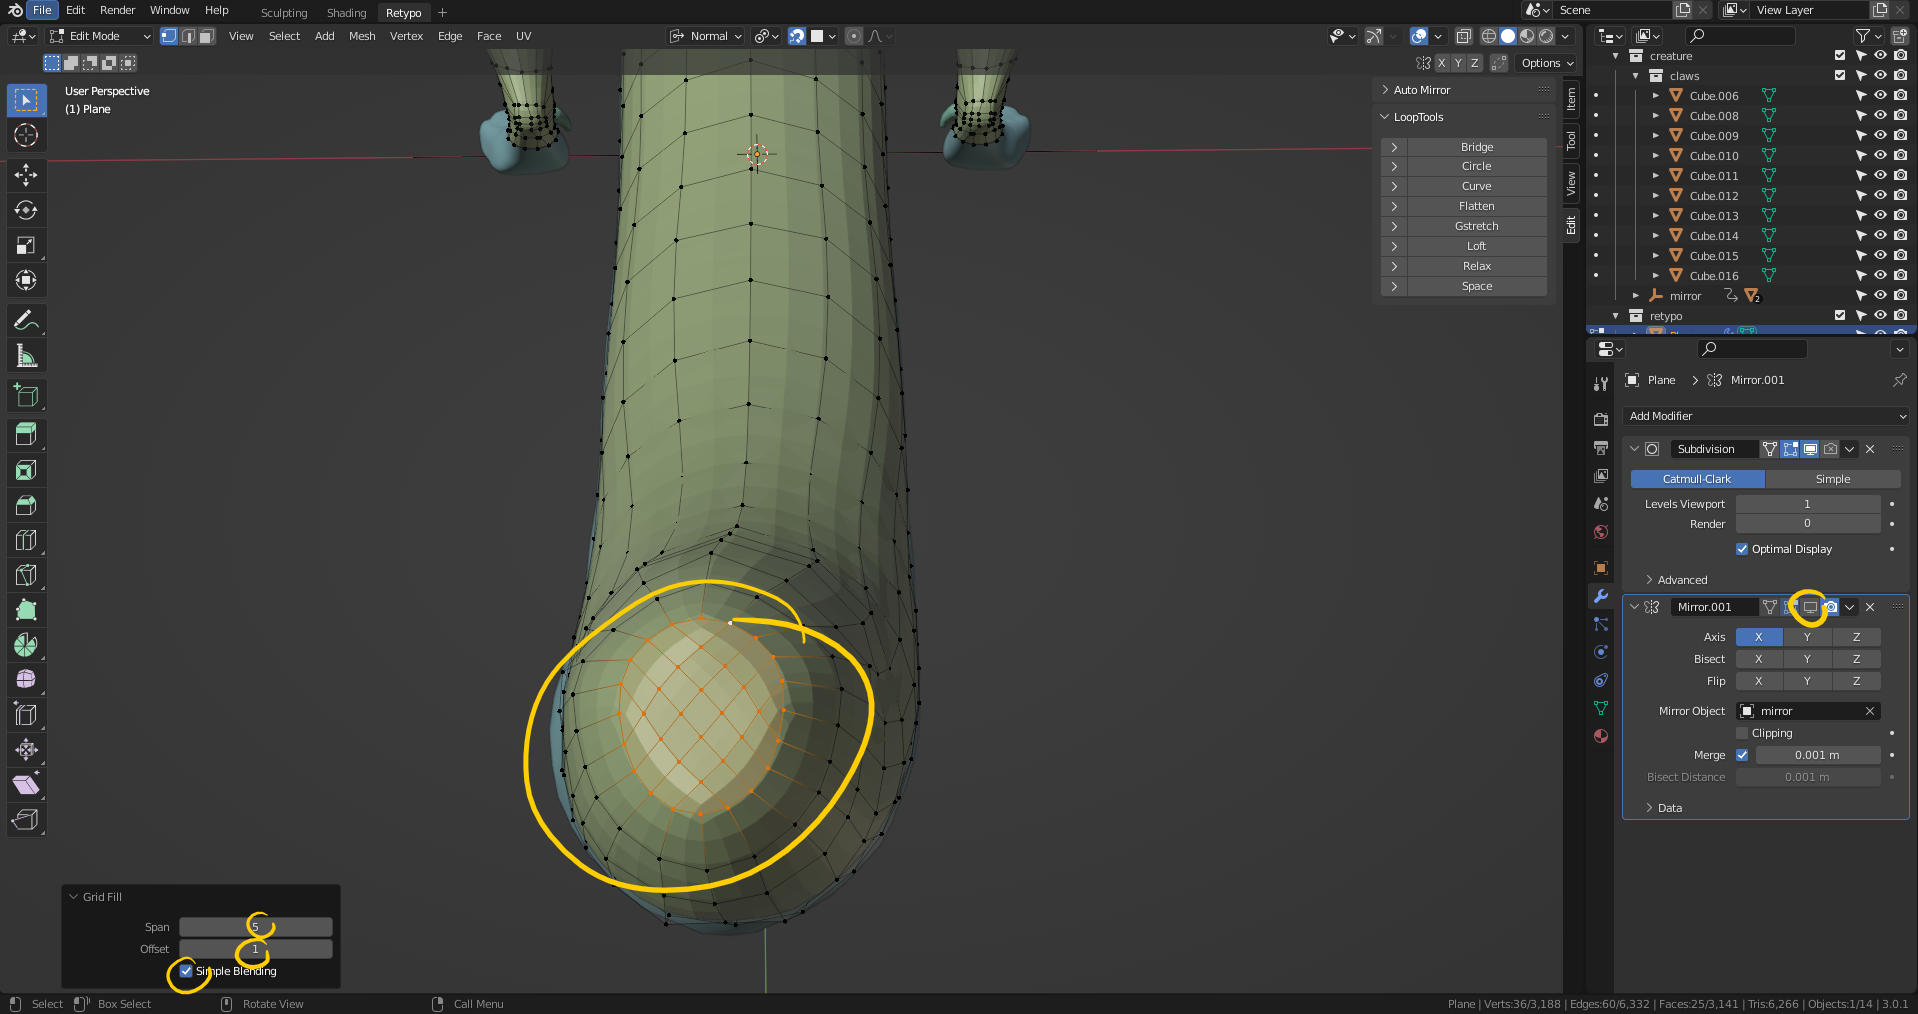 File Edit Render Window Help Sculpting Shading Retypo + Scene View Layer
Edit Mode View Select Add Mesh Vertex Edge Face UV Normal
X Y Z Options
User Perspective
(1) Plane
Auto Mirror
LoopTools
Bridge
Circle
Curve
Flatten
Gstretch
Loft
Relax
Space
Item
Tool
View
Edit
creature
claws
Cube.006
Cube.008
Cube.009
Cube.010
Cube.011
Cube.012
Cube.013
Cube.014
Cube.015
Cube.016
mirror 2
retypo
Plane > Mirror.001
Add Modifier
Subdivision
Catmull-Clark Simple
Levels Viewport 1
Render 0
Optimal Display
Advanced
Mirror.001
Axis X Y Z
Bisect X Y Z
Flip X Y Z
Mirror Object mirror
Clipping
Merge 0.001 m
Bisect Distance 0.001 m
Data
Grid Fill
Span 5
Offset 1
Simple Blending
Select Box Select Rotate View Call Menu Plane | Verts:36/3,188 | Edges:60/6,332 | Faces:25/3,141 | Tris:6,266 | Objects:1/14 | 3.0.1